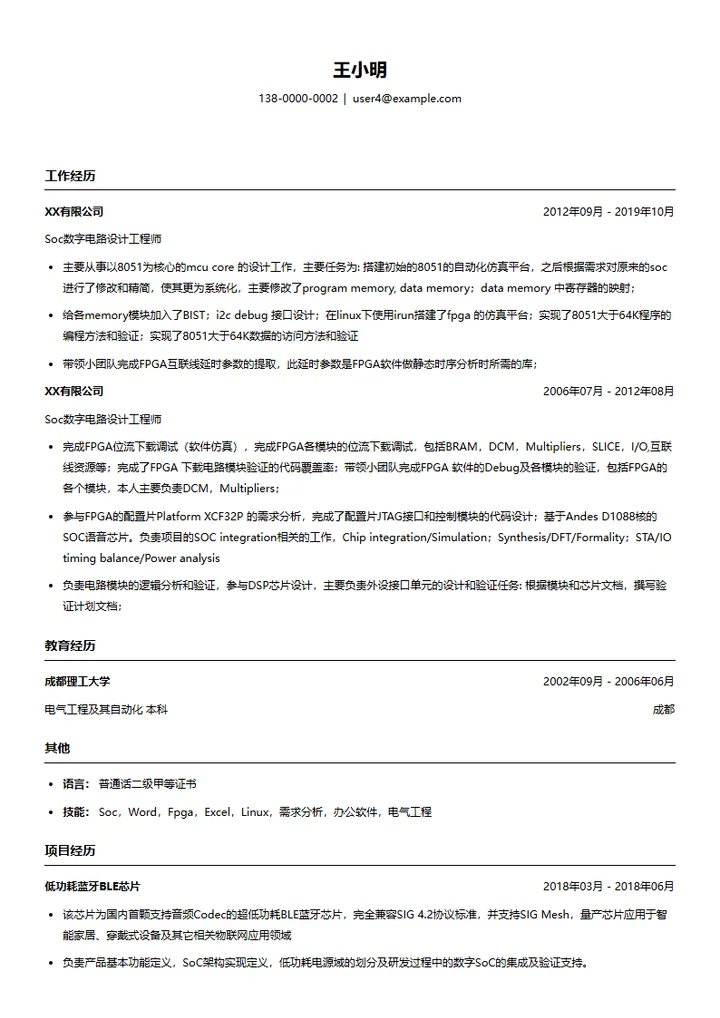 王小明
138-0000-0002 | user4@example.com
工作经历
XX有限公司 2012年09月 - 2019年10月
Soc数字电路设计工程师
• 主要从事以8051为核心的mcu core 的设计工作，主要任务为: 搭建初始的8051的自动化仿真平台，之后根据需求对原来的soc
进行了修改和精简，使其更为系统化，主要修改了program memory, data memory；data memory 中寄存器的映射；
• 给各memory模块加入了BIST；i2c debug 接口设计；在linux下使用irun搭建了fpga 的仿真平台；实现了8051大于64K程序的
编程方法和验证；实现了8051大于64K数据的访问方法和验证
• 带领小团队完成FPGA互联线延时参数的提取，此延时参数是FPGA软件做静态时序分析时所需的库；
XX有限公司 2006年07月 - 2012年08月
Soc数字电路设计工程师
• 完成FPGA位流下载调试（软件仿真），完成FPGA各模块的位流下载调试，包括BRAM，DCM，Multipliers，SLICE，I/O,互联
线资源等；完成了FPGA 下载电路模块验证的代码覆盖率；带领小团队完成FPGA 软件的Debug及各模块的验证，包括FPGA的
各个模块，本人主要负责DCM，Multipliers；
• 参与FPGA的配置片Platform XCF32P 的需求分析，完成了配置片JTAG接口和控制模块的代码设计；基于Andes D1088核的
SOC语音芯片。负责项目的SOC integration相关的工作，Chip integration/Simulation；Synthesis/DFT/Formality；STA/IO
timing balance/Power analysis
• 负责电路模块的逻辑分析和验证，参与DSP芯片设计，主要负责外设接口单元的设计和验证任务: 根据模块和芯片文档，撰写验
证计划文档；
教育经历
成都理工大学 2002年09月 - 2006年06月
电气工程及其自动化 本科 成都
其他
• 语言： 普通话二级甲等证书
• 技能： Soc，Word，Fpga，Excel，Linux，需求分析，办公软件，电气工程
项目经历
低功耗蓝牙BLE芯片 2018年03月 - 2018年06月
• 该芯片为国内首颗支持音频Codec的超低功耗BLE蓝牙芯片，完全兼容SIG 4.2协议标准，并支持SIG Mesh，量产芯片应用于智
能家居、穿戴式设备及其它相关物联网应用领域
• 负责产品基本功能定义，SoC架构实现定义，低功耗电源域的划分及研发过程中的数字SoC的集成及验证支持。